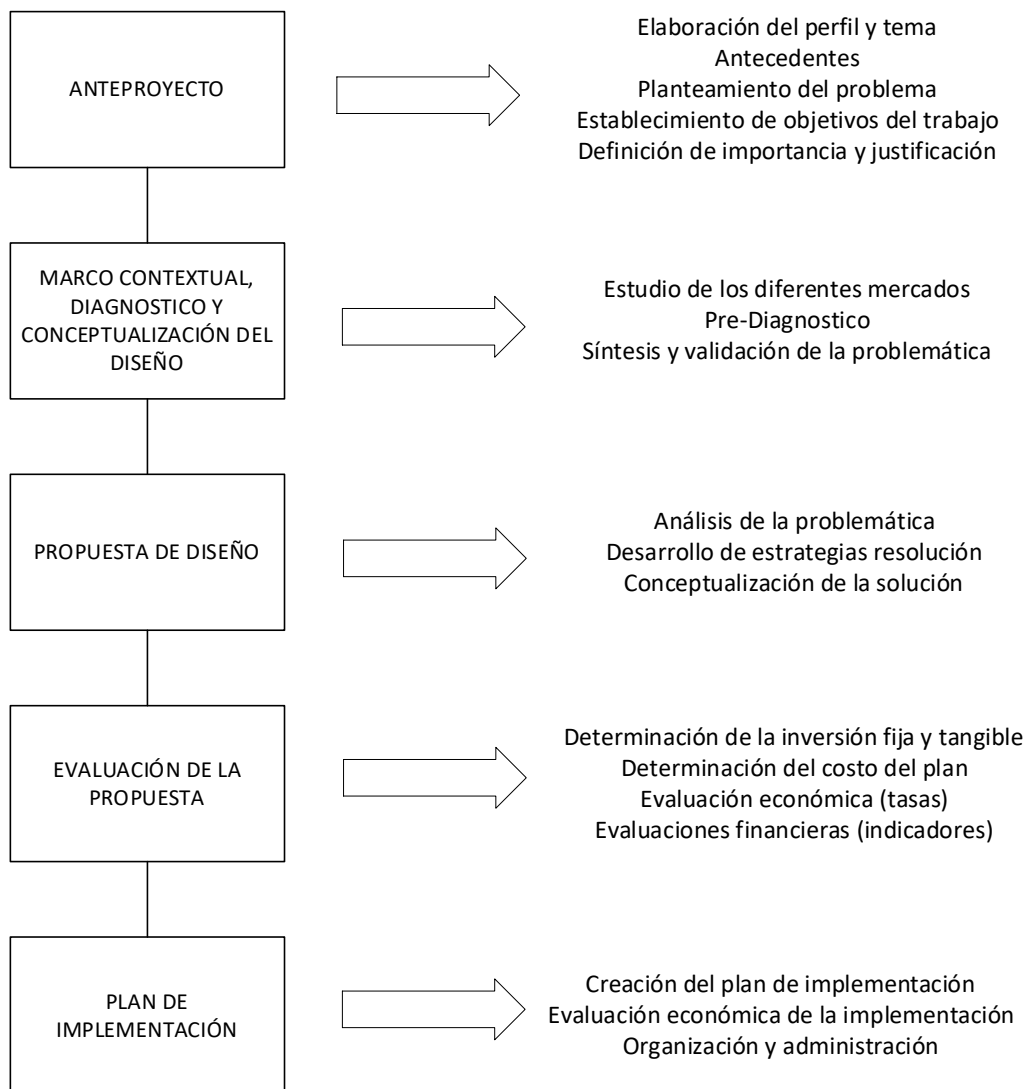 ANTEPROYECTO
Elaboración del perfil y tema
Antecedentes
Planteamiento del problema
Establecimiento de objetivos del trabajo
Definición de importancia y justificación
MARCO CONTEXTUAL,
DIAGNOSTICO Y
CONCEPTUALIZACIÓN DEL
DISEÑO
Estudio de los diferentes mercados
Pre-Diagnostico
Síntesis y validación de la problemática
PROPUESTA DE DISEÑO
Análisis de la problemática
Desarrollo de estrategias resolución
Conceptualización de la solución
EVALUACIÓN DE LA
PROPUESTA
Determinación de la inversión fija y tangible
Determinación del costo del plan
Evaluación económica (tasas)
Evaluaciones financieras (indicadores)
PLAN DE
IMPLEMENTACIÓN
Creación del plan de implementación
Evaluación económica de la implementación
Organización y administración